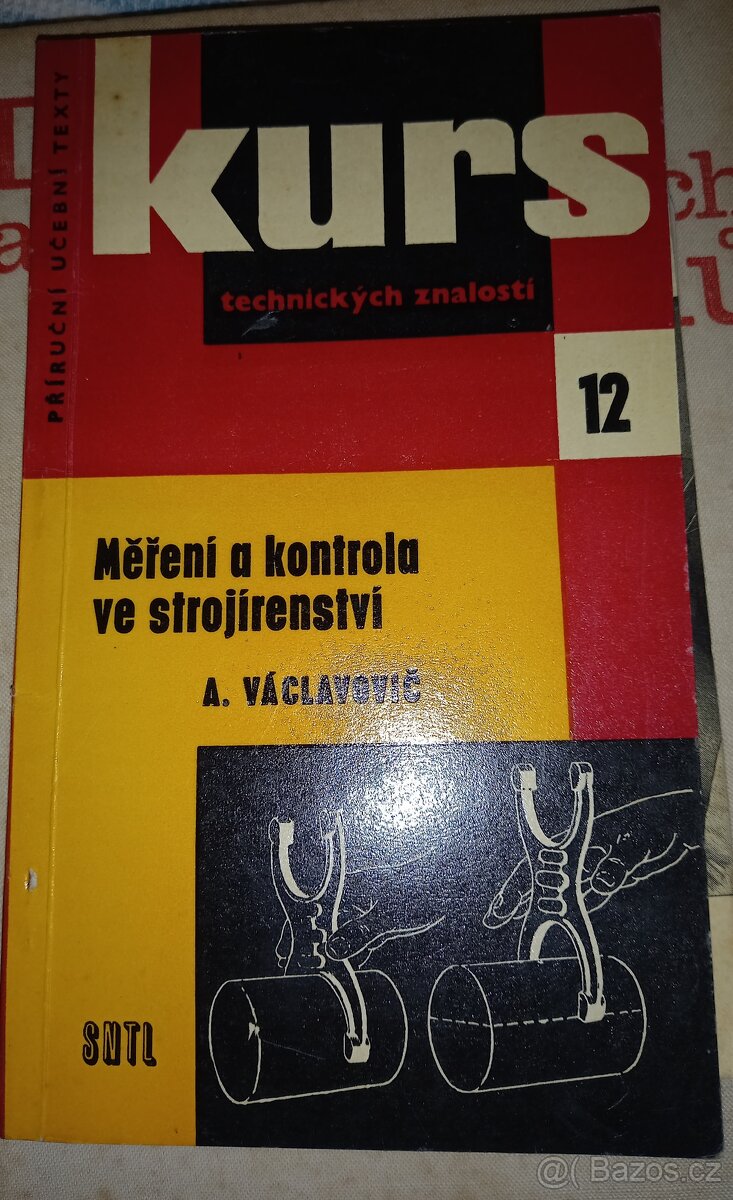 PŘÍRUČNÍ UČEBNÍ TEXTY
kurs
technických znalostí
12
Měření a kontrola
ve strojírenství
A. VÁCLAVOVIČ
SNTL
@( Bazos.cz